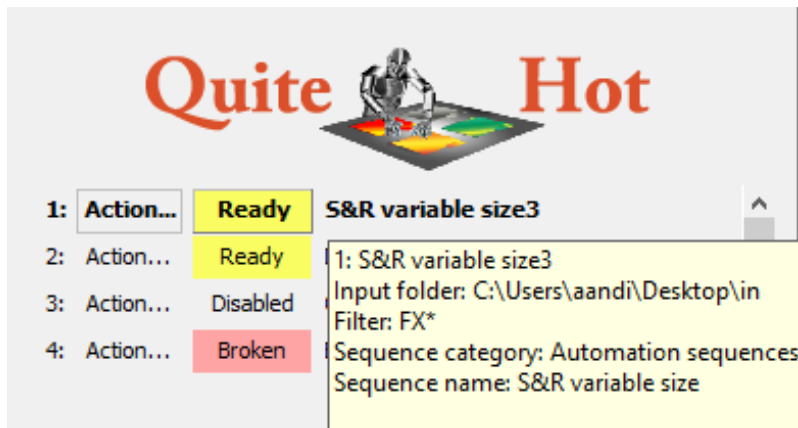 Quite Hot
1: Action... Ready S&R variable size3
2: Action... Ready
3: Action... Disabled
4: Action... Broken
1: S&R variable size3
Input folder: C:\Users\aandi\Desktop\in
Filter: FX*
Sequence category: Automation sequences
Sequence name: S&R variable size